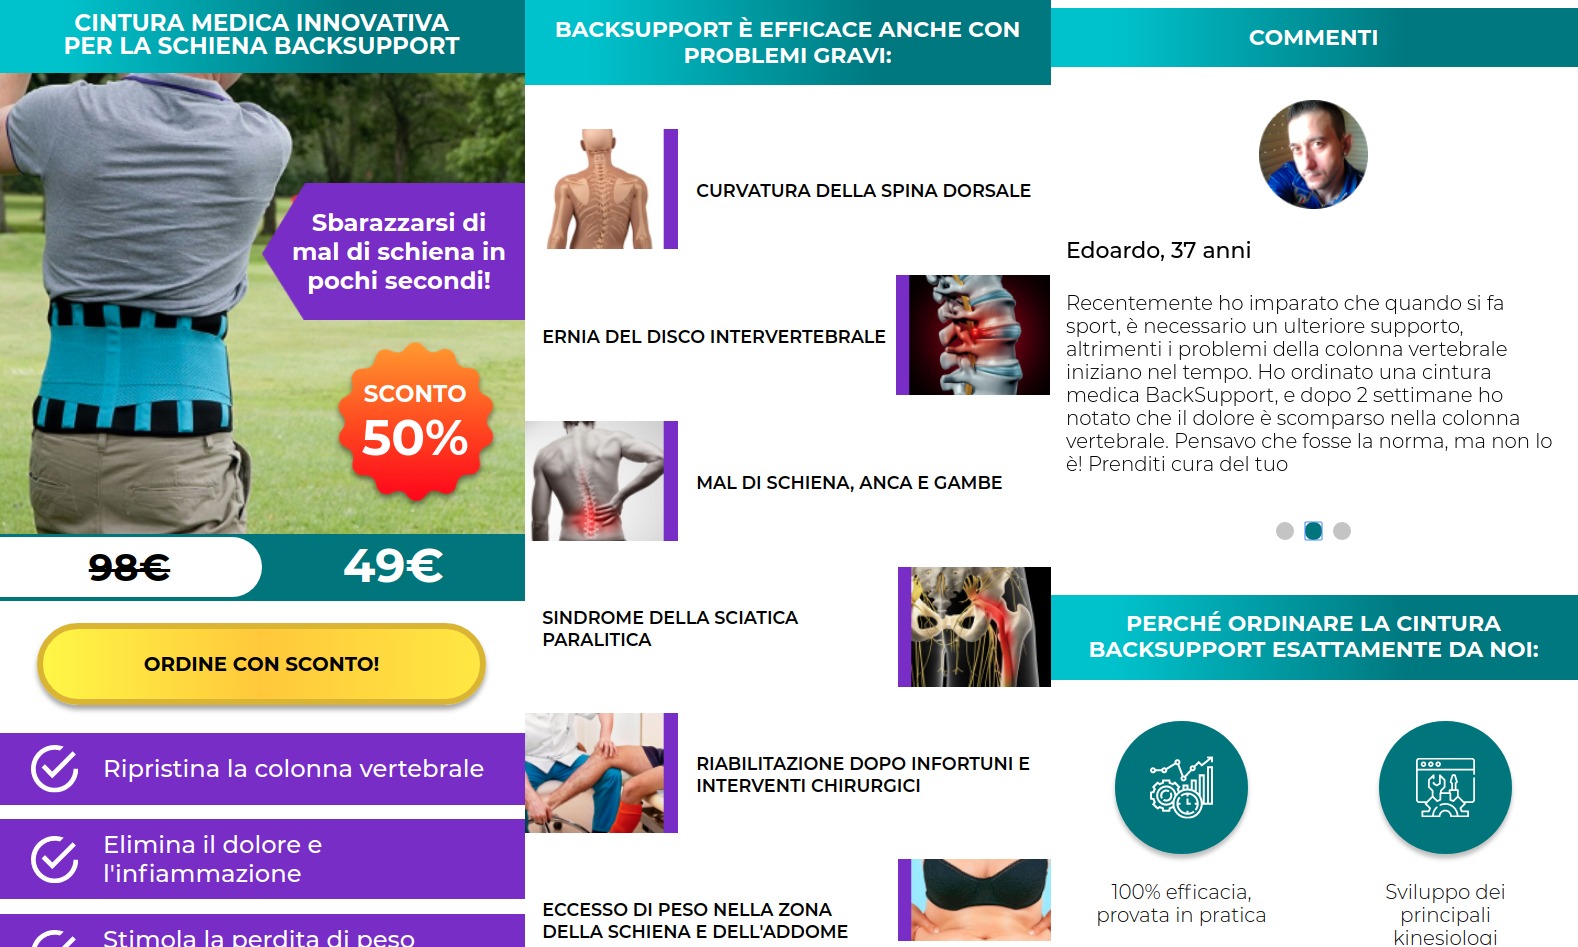 CINTURA MEDICA INNOVATIVA
PER LA SCHIENA BACKSUPPORT
Sbarazzarsi di
mal di schiena in
pochi secondi!
SCONTO
50%
98€
49€
ORDINE CON SCONTO!
Ripristina la colonna vertebrale
Elimina il dolore e
l'infiammazione
Stimola la perdita di peso
BACKSUPPORT È EFFICACE ANCHE CON
PROBLEMI GRAVI:
CURVATURA DELLA SPINA DORSALE
ERNIA DEL DISCO INTERVERTEBRALE
MAL DI SCHIENA, ANCA E GAMBE
SINDROME DELLA SCIATICA
PARALITICA
RIABILITAZIONE DOPO INFORTUNI E
INTERVENTI CHIRURGICI
ECCESSO DI PESO NELLA ZONA
DELLA SCHIENA E DELL'ADDOME
COMMENTI
Edoardo, 37 anni
Recentemente ho imparato che quando si fa
sport, è necessario un ulteriore supporto,
altrimenti i problemi della colonna vertebrale
iniziano nel tempo. Ho ordinato una cintura
medica BackSupport, e dopo 2 settimane ho
notato che il dolore è scomparso nella colonna
vertebrale. Pensavo che fosse la norma, ma non lo
è! Prenditi cura del tuo
PERCHÉ ORDINARE LA CINTURA
BACKSUPPORT ESATTAMENTE DA NOI:
100% efficacia,
provata in pratica
Sviluppo dei
principali
kinesiologi